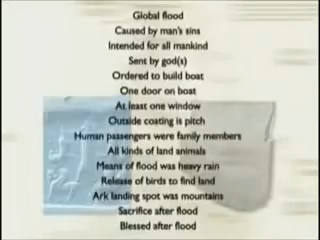 Global flood
Caused by man's sins
Intended for all mankind
Sent by god(s)
Ordered to build boat
One door on boat
At least one window
Outside coating is pitch
Human passengers were family members
All kinds of land animals
Means of flood was heavy rain
Release of birds to find land
Ark landing spot was mountains
Sacrifice after flood
Blessed after flood